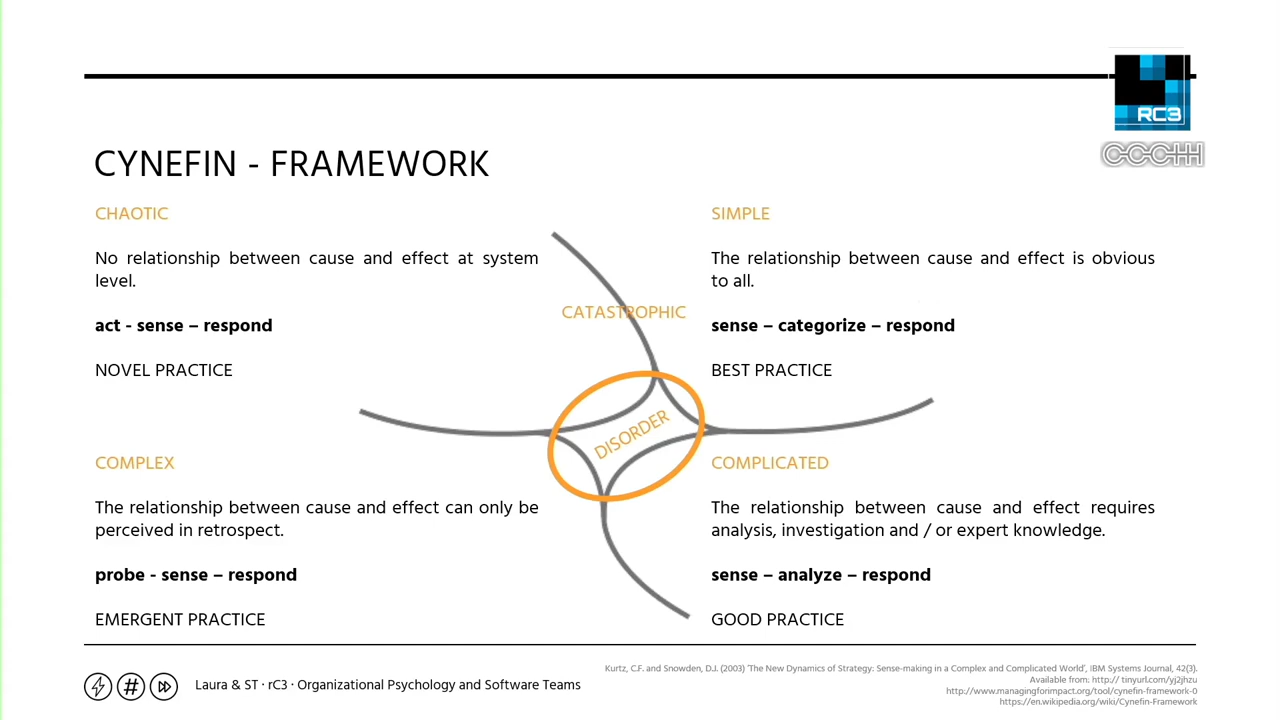 RC3
CCCHH
CYNEFIN - FRAMEWORK
CHAOTIC
No relationship between cause and effect at system
level.
act - sense – respond
NOVEL PRACTICE
CATASTROPHIC
SIMPLE
The relationship between cause and effect is obvious
to all.
sense – categorize – respond
BEST PRACTICE
DISORDER
COMPLEX
The relationship between cause and effect can only be
perceived in retrospect.
probe - sense – respond
EMERGENT PRACTICE
COMPLICATED
The relationship between cause and effect requires
analysis, investigation and / or expert knowledge.
sense – analyze – respond
GOOD PRACTICE
Laura & ST · rC3 · Organizational Psychology and Software Teams
Kurtz, C.F. and Snowden, D.J. (2003) 'The New Dynamics of Strategy: Sense-making in a Complex and Complicated World', IBM Systems Journal, 42(3).
Available from: http:// tinyurl.com/yj2jhzu
http://www.managingforimpact.org/tool/cynefin-framework-0
https://en.wikipedia.org/wiki/Cynefin-Framework